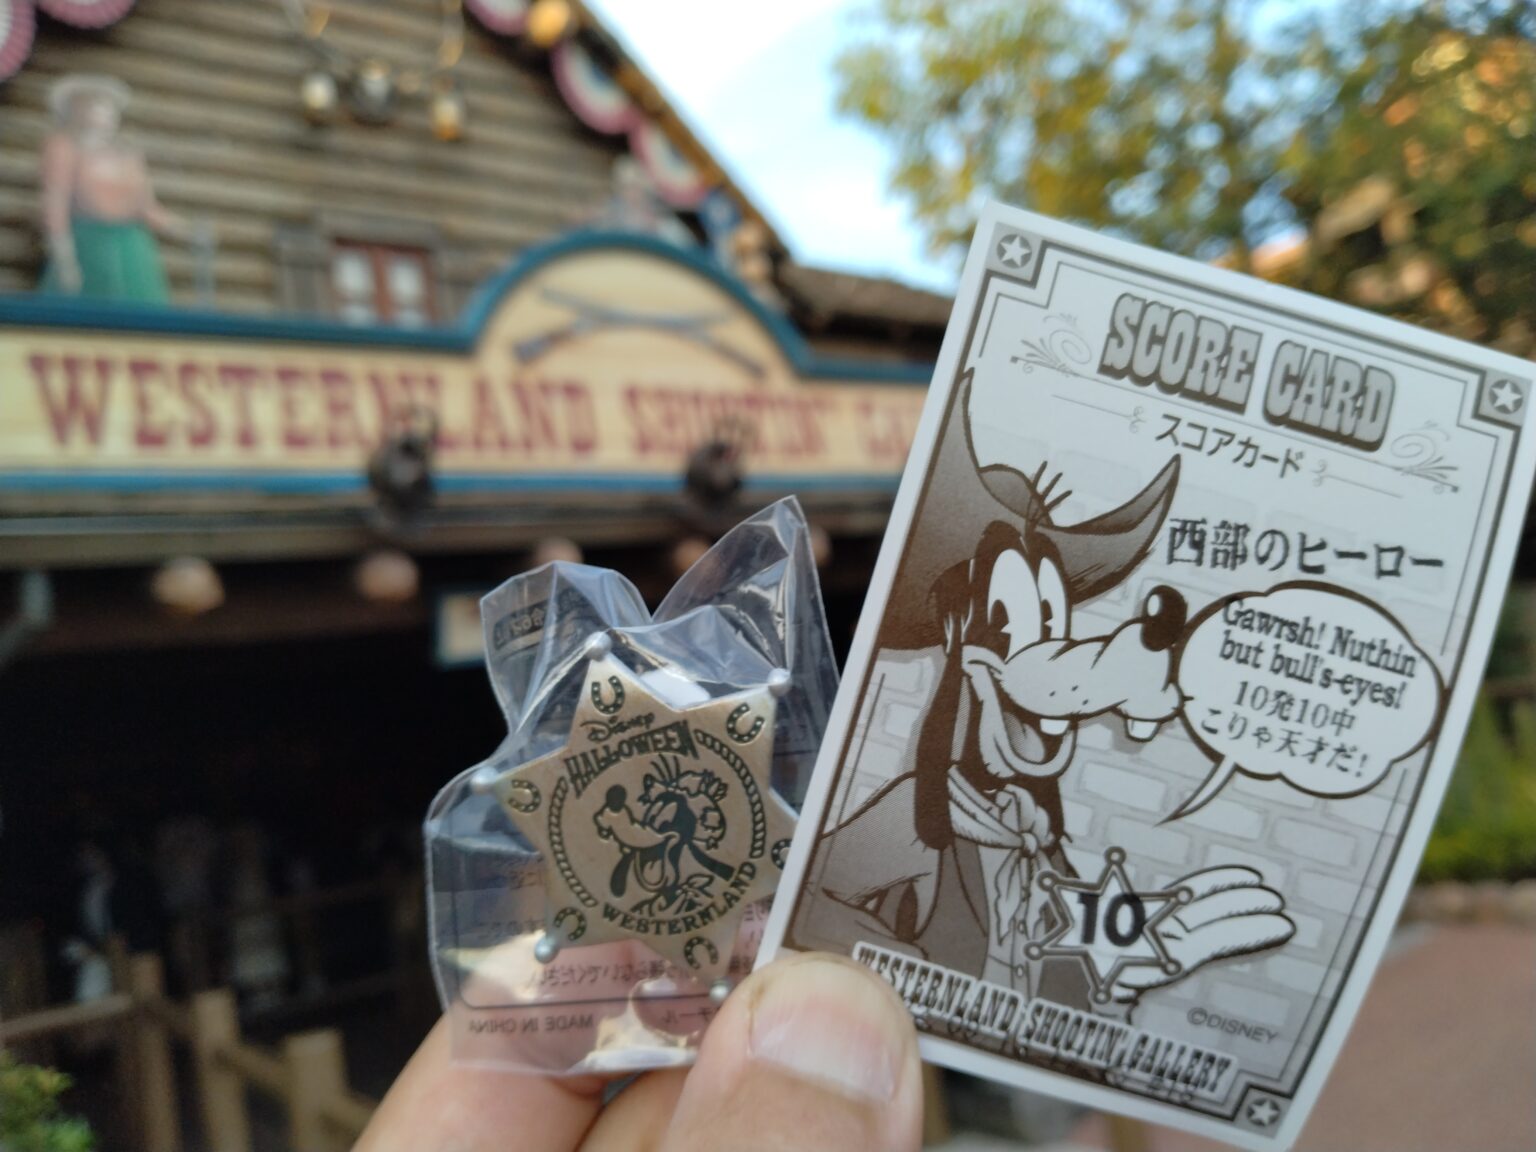 WESTERNLAND SHOOTIN' GA
SCORE CARD
スコアカード
西部のヒーロー
Gawrsh! Nuthin
but bull's-eyes!
10発10中
こりゃ天才だ!
10
©DISNEY
WESTERNLAND SHOOTIN' GALLERY
Disney
HALLOWEEN
WESTERNLAND
MADE IN CHINA